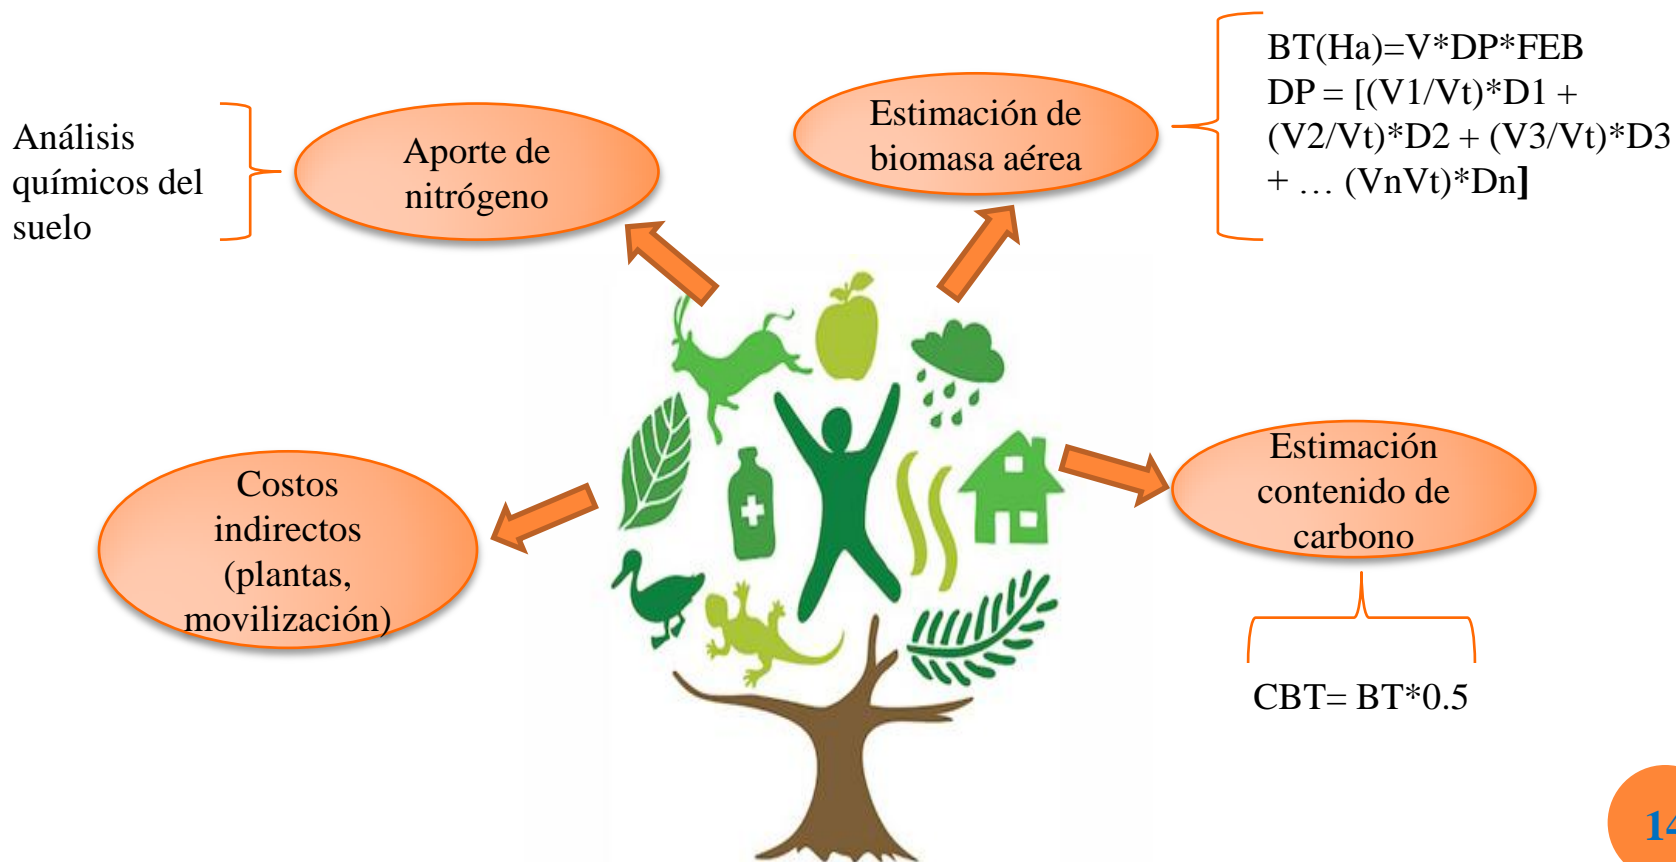 Análisis
químicos del
suelo
Aporte de
nitrógeno
Estimación de
biomasa aérea
BT(Ha)=V*DP*FEB
DP = [(V1/Vt)*D1 +
(V2/Vt)*D2 + (V3/Vt)*D3
+ … (VnVt)*Dn]
Costos
indirectos
(plantas,
movilización)
Estimación
contenido de
carbono
CBT= BT*0.5
14